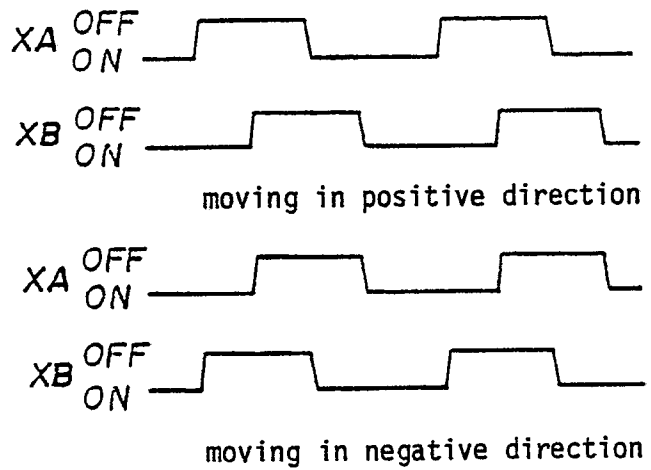 XA OFF
ON
XB OFF
ON
moving in positive direction
XA OFF
ON
XB OFF
ON
moving in negative direction